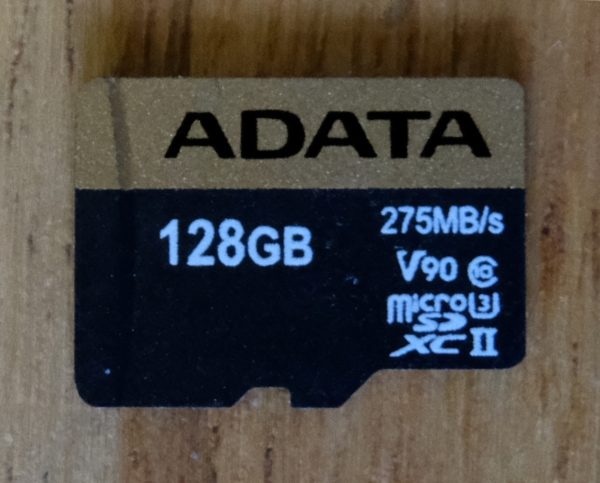 ADATA
128GB
275MB/s
V90 10
micro 3
SD
XC II